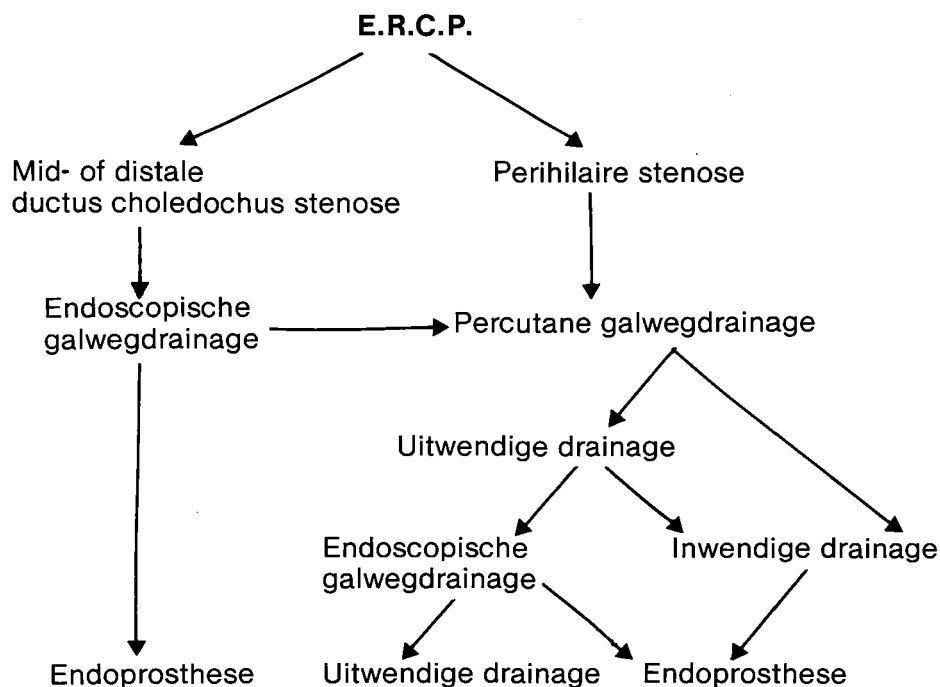 E.R.C.P.
Mid- of distale
ductus choledochus stenose
Perihilaire stenose
Endoscopische
galwegdrainage
Percutane galwegdrainage
Uitwendige drainage
Endoscopische
galwegdrainage
Inwendige drainage
Endoprosthese
Uitwendige drainage
Endoprosthese